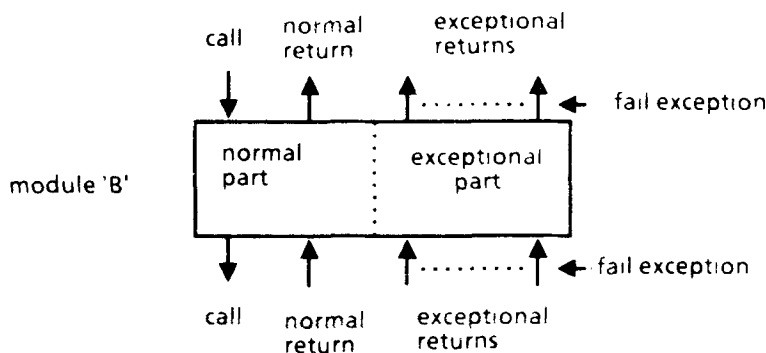 call
normal
return
exceptional
returns
fail exception
normal
part
exceptional
part
module 'B'
fail exception
call
normal
return
exceptional
returns